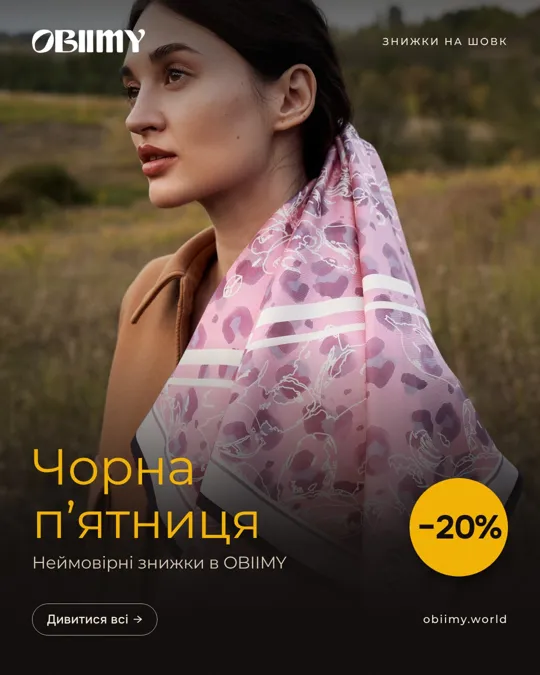 OBIIMY
ЗНИЖКИ НА ШОВК
Чорна
п’ятниця
−20%
Неймовірні знижки в OBIIMY
Дивитися всі →
obiimy.world